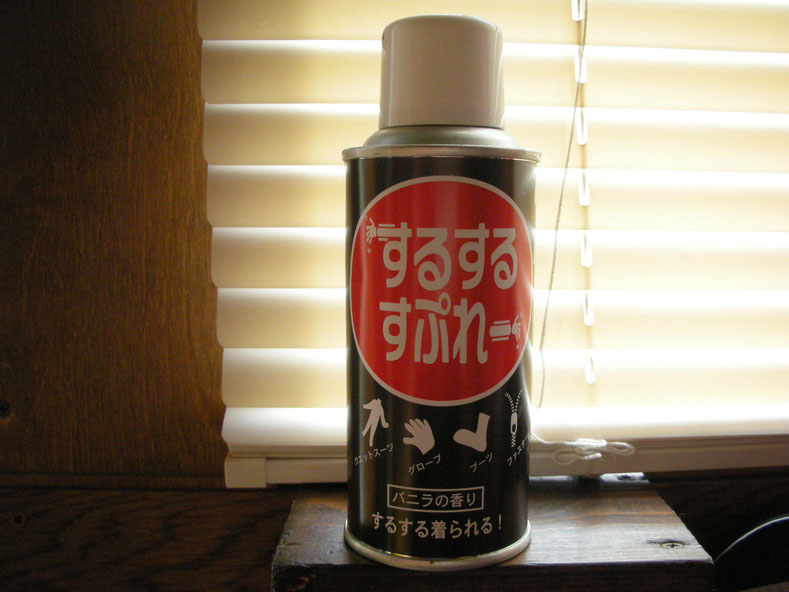 するする
すぷれー
ウエットスーツ
グローブ
ブーツ
バニラの香り
するする着られる！